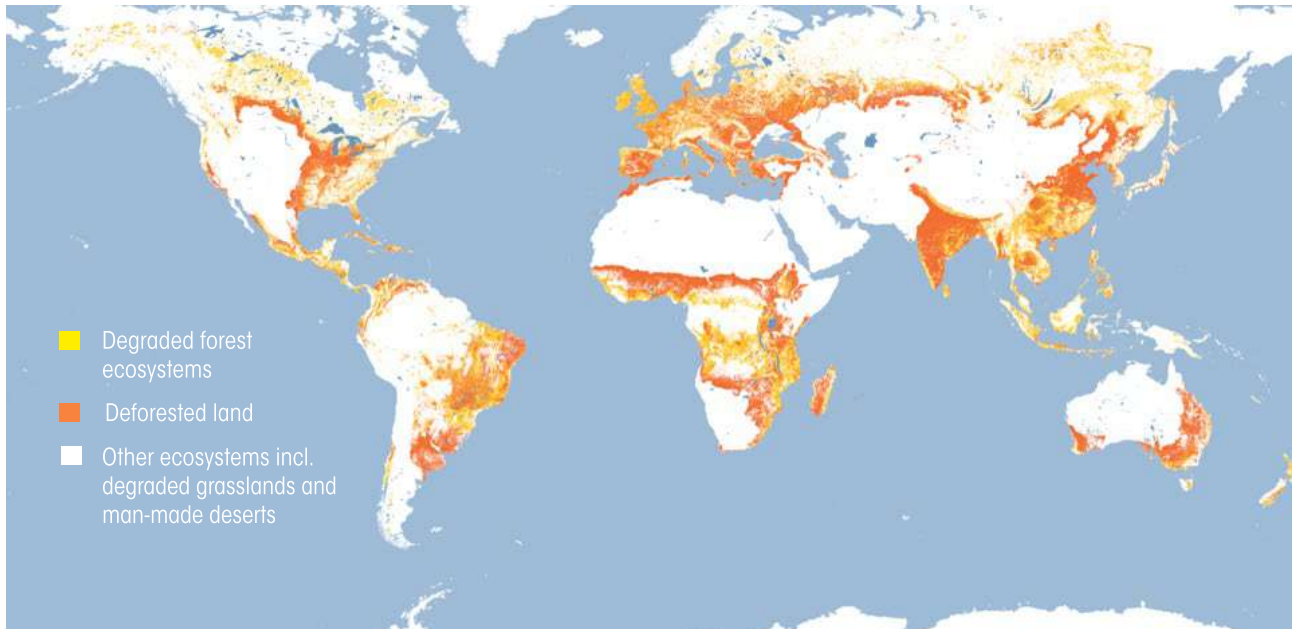 Degraded forest
ecosystems
Deforested land
Other ecosystems incl.
degraded grasslands and
man-made deserts